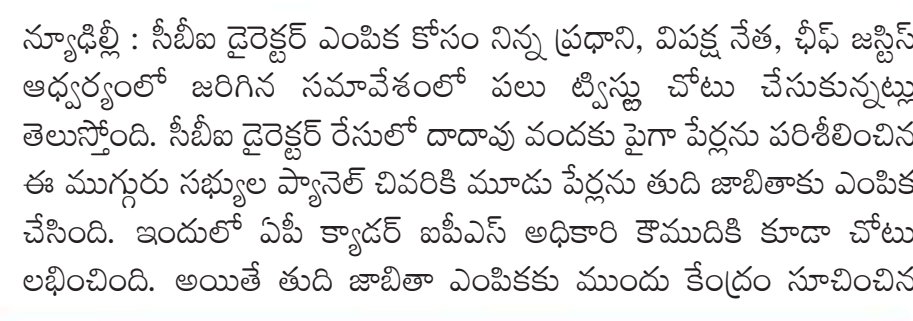 న్యూఢిల్లీ : సీబీఐ డైరెక్టర్ ఎంపిక కోసం నిన్న ప్రధాని, విపక్ష నేత, ఛీఫ్ జస్టిస్
ఆధ్వర్యంలో జరిగిన సమావేశంలో పలు ట్విస్టు చోటు చేసుకున్నట్లు
తెలుస్తోంది. సీబీఐ డైరెక్టర్ రేసులో దాదావు వందకు పైగా పేర్లను పరిశీలించిన
ఈ ముగ్గురు సభ్యుల ప్యానెల్ చివరికి మూడు పేర్లను తుది జాబితాకు ఎంపిక
చేసింది. ఇందులో ఏపీ క్యాడర్ ఐపీఎస్ అధికారి కౌముదికి కూడా చోటు
లభించింది. అయితే తుది జాబితా ఎంపికకు ముందు కేంద్రం సూచించిన